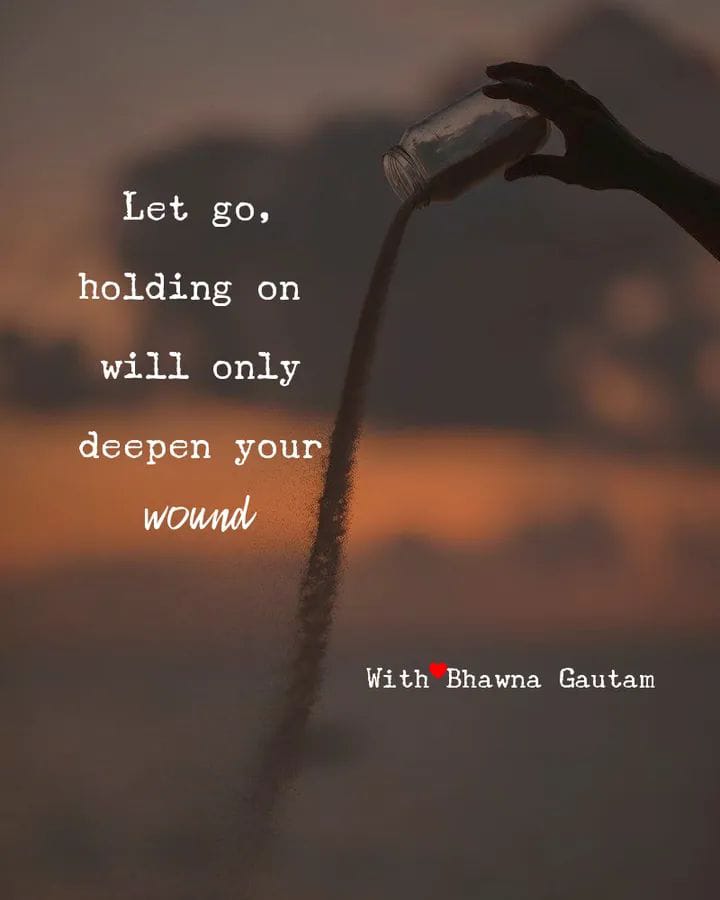 Let go,
holding on
will only
deepen your
wound
With Bhawna Gautam